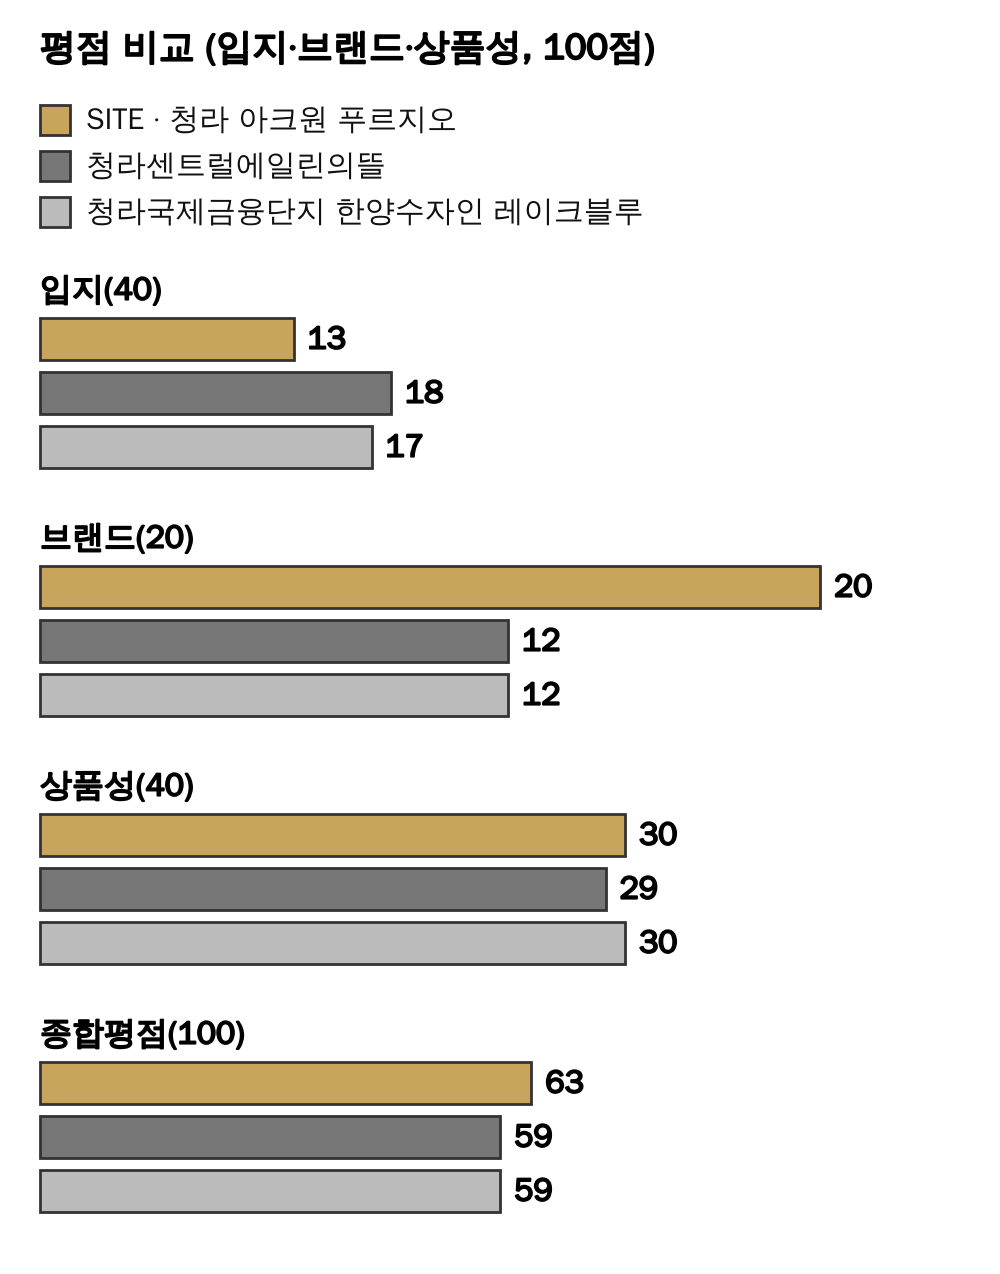 평점 비교 (입지·브랜드·상품성, 100점)
SITE · 청라 아크원 푸르지오
청라센트럴에일린의뜰
청라국제금융단지 한양수자인 레이크블루
입지(40)
13
18
17
브랜드(20)
20
12
12
상품성(40)
30
29
30
종합평점(100)
63
59
59